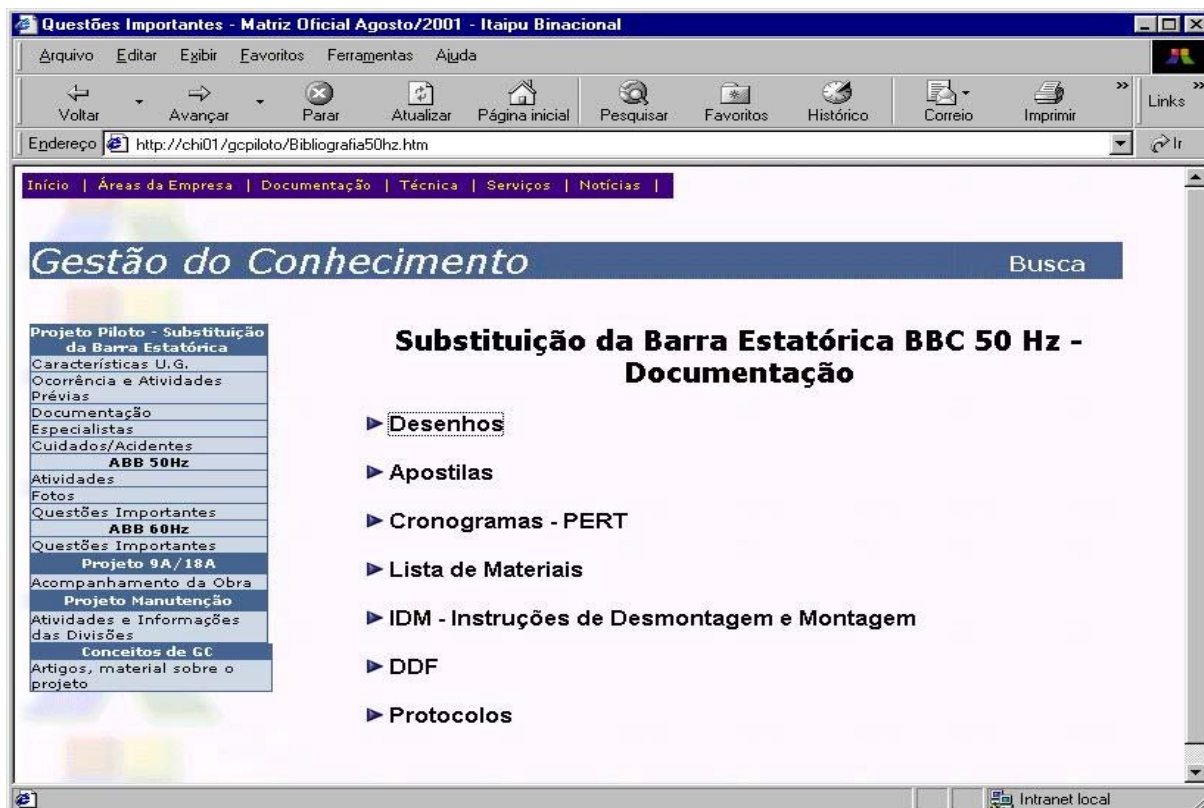 Questões Importantes - Matriz Oficial Agosto/2001 - Itaipu Binacional
Arquivo Editar Exibir Favoritos Ferramentas Ajuda
Voltar Avançar Parar Atualizar Página inicial Pesquisar Favoritos Histórico Correio Imprimir » Links »
Endereço http://chi01/gcpiloto/Bibliografia50hz.htm Ir
Início | Áreas da Empresa | Documentação | Técnica | Serviços | Notícias |
Gestão do Conhecimento Busca
Projeto Piloto - Substituição
da Barra Estatórica
Características U.G.
Ocorrência e Atividades
Prévias
Documentação
Especialistas
Cuidados/Acidentes
ABB 50Hz
Atividades
Fotos
Questões Importantes
ABB 60Hz
Questões Importantes
Projeto 9A/18A
Acompanhamento da Obra
Projeto Manutenção
Atividades e Informações
das Divisões
Conceitos de GC
Artigos, material sobre o
projeto
Substituição da Barra Estatórica BBC 50 Hz -
Documentação
Desenhos
Apostilas
Cronogramas - PERT
Lista de Materiais
IDM - Instruções de Desmontagem e Montagem
DDF
Protocolos
Intranet local